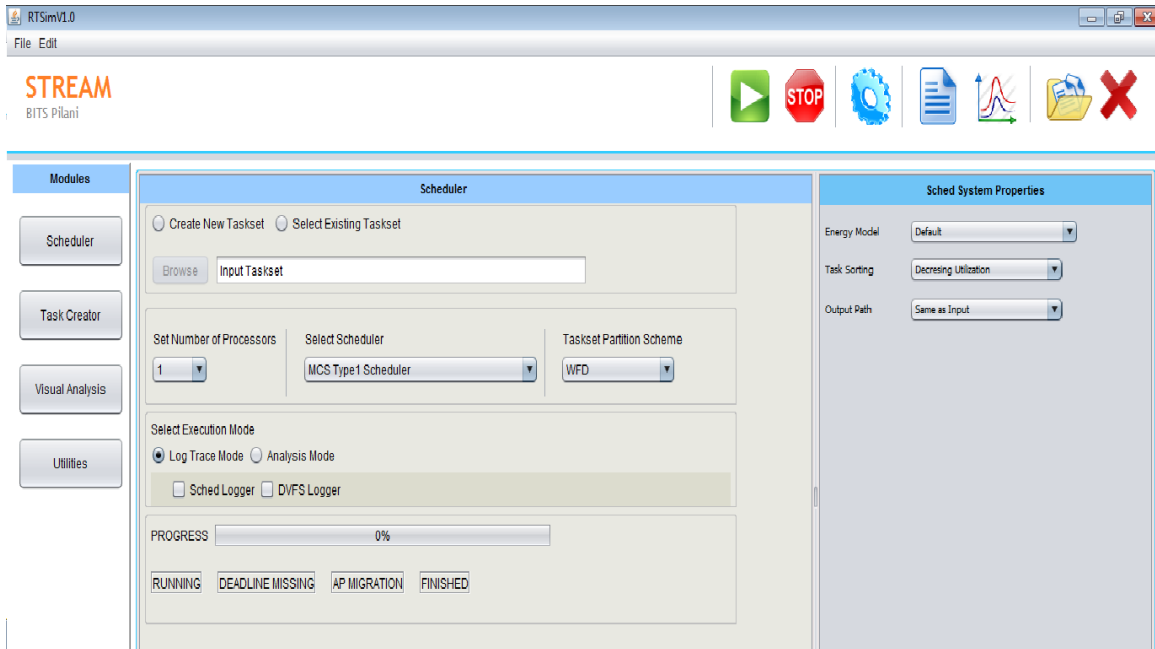 RTSimV1.0
File Edit
STREAM
BITS Pilani
STOP
Modules
Scheduler
Task Creator
Visual Analysis
Utilities
Scheduler
Create New Taskset Select Existing Taskset
Browse Input Taskset
Set Number of Processors Select Scheduler Taskset Partition Scheme
1 MCS Type1 Scheduler WFD
Select Execution Mode
Log Trace Mode Analysis Mode
Sched Logger DVFS Logger
PROGRESS 0%
RUNNING DEADLINE MISSING AP MIGRATION FINISHED
Sched System Properties
Energy Model Default
Task Sorting Decresing Utilization
Output Path Same as Input